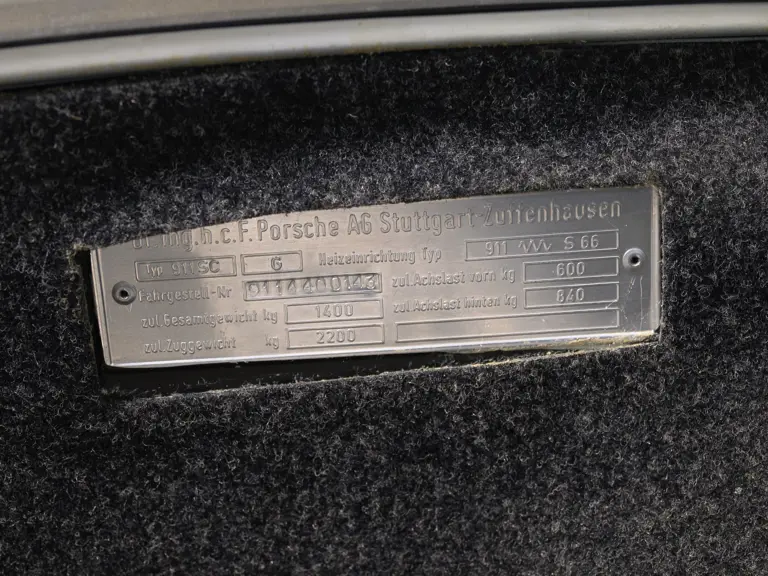 Dr.Ing.h.c.F.Porsche AG Stuttgart-Zuffenhausen
Typ 911SC G Heizeinrichtung Typ 911 S 66
Fahrgestell-Nr 9114400143 zul.Achslast vorn kg 600
zul.Gesamtgewicht kg 1400 zul.Achslast hinten kg 840
zul.Zuggewicht kg 2200